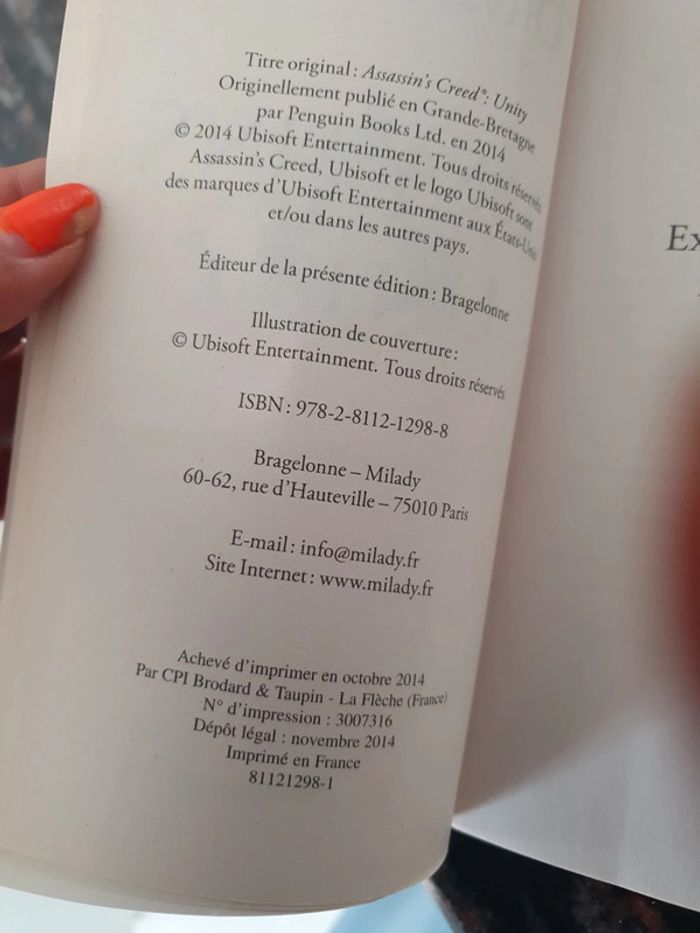 Titre original : Assassin's Creed® : Unity
Originellement publié en Grande-Bretagne
par Penguin Books Ltd. en 2014
© 2014 Ubisoft Entertainment. Tous droits réservés.
Assassin's Creed, Ubisoft et le logo Ubisoft sont
des marques d'Ubisoft Entertainment aux États-Unis
et/ou dans les autres pays.
Éditeur de la présente édition : Bragelonne
Illustration de couverture :
© Ubisoft Entertainment. Tous droits réservés
ISBN : 978-2-8112-1298-8
Bragelonne – Milady
60-62, rue d'Hauteville – 75010 Paris
E-mail : info@milady.fr
Site Internet : www.milady.fr
Achevé d'imprimer en octobre 2014
Par CPI Brodard & Taupin - La Flèche (France)
N° d'impression : 3007316
Dépôt légal : novembre 2014
Imprimé en France
81121298-1
Ex